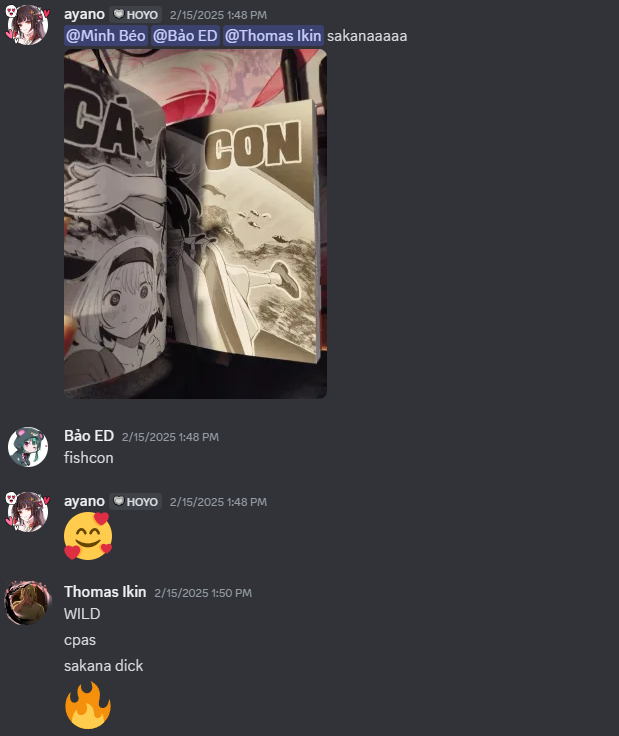 ayano HOYO 2/15/2025 1:48 PM
@Minh Béo @Bảo ED @Thomas Ikin sakanaaaaa
CÁ CON
Bảo ED 2/15/2025 1:48 PM
fishcon
ayano HOYO 2/15/2025 1:48 PM
Thomas Ikin 2/15/2025 1:50 PM
WILD
cpas
sakana dick